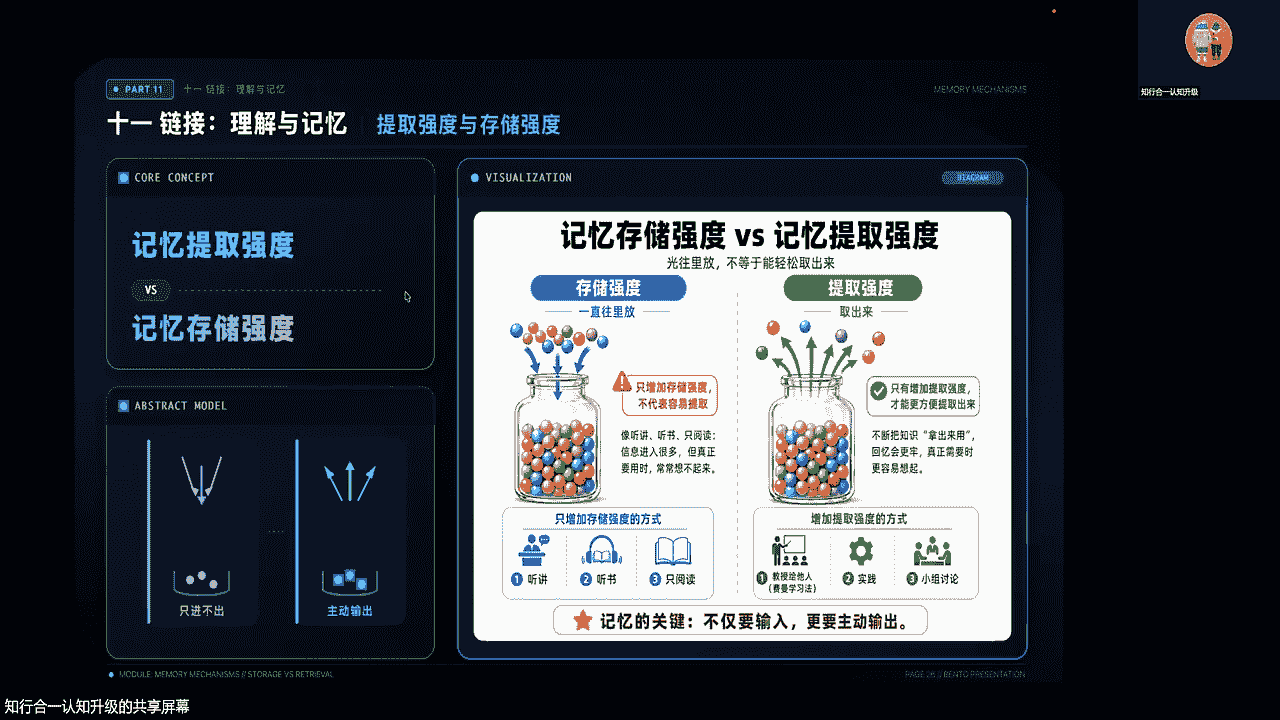 PART 11
十一 链接：理解与记忆
MEMORY MECHANISMS
十一 链接：理解与记忆
提取强度与存储强度
CORE CONCEPT
记忆提取强度
VS
记忆存储强度
ABSTRACT MODEL
只进不出
主动输出
VISUALIZATION
DIAGRAM
记忆存储强度 vs 记忆提取强度
光往里放，不等于能轻松取出来
存储强度
一直往里放
只增加存储强度，
不代表容易提取
像听讲、听书、只阅读：
信息进入很多，但真正
要用时，常常想不起来。
只增加存储强度的方式
1 听讲
2 听书
3 只阅读
提取强度
取出来
只有增加提取强度，
才能更方便提取出来
不断把知识“拿出来用”，
回忆会更牢，真正需要时
更容易想起。
增加提取强度的方式
1 教授给他人
（费曼学习法）
2 实践
3 小组讨论
记忆的关键：不仅要输入，更要主动输出。
MODULE: MEMORY MECHANISMS // STORAGE VS RETRIEVAL
知行合一认知升级
知行合一认知升级的共享屏幕